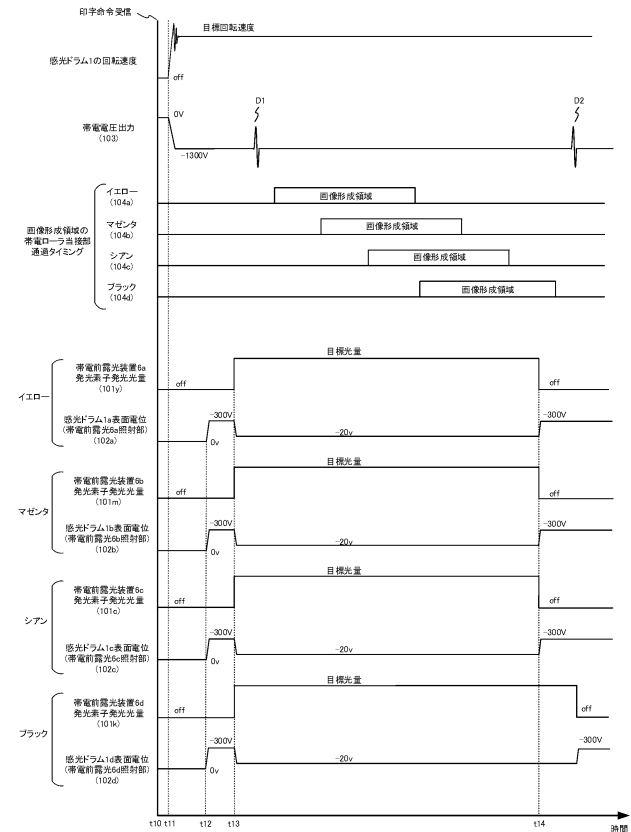 印字命令受信
目標回転速度
感光ドラム1の回転速度
off
0V
D1
D2
帯電電圧出力
(103)
-1300V
イエロー
(104a)
画像形成領域
マゼンタ
(104b)
画像形成領域
画像形成領域の
帯電ローラ当接部
通過タイミング
シアン
(104c)
画像形成領域
ブラック
(104d)
画像形成領域
目標光量
帯電前露光装置6a
発光素子発光光量
(101y)
off
off
イエロー
-300V
-300V
感光ドラム1a表面電位
(帯電前露光6a照射部)
(102a)
0v
-20v
目標光量
帯電前露光装置6b
発光素子発光光量
(101m)
off
off
マゼンタ
-300V
-300V
感光ドラム1b表面電位
(帯電前露光6b照射部)
(102b)
0v
-20v
目標光量
帯電前露光装置6c
発光素子発光光量
(101c)
off
off
シアン
-300V
-300V
感光ドラム1c表面電位
(帯電前露光6c照射部)
(102c)
0v
-20v
目標光量
帯電前露光装置6d
発光素子発光光量
(101k)
off
off
ブラック
-300V
-300V
感光ドラム1d表面電位
(帯電前露光6d照射部)
(102d)
0v
-20v
t10 t11 t12 t13 t14
時間